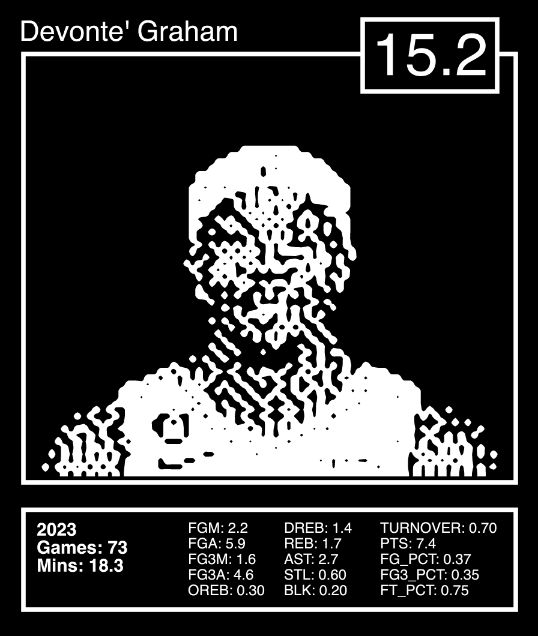 Devonte' Graham
15.2
2023
Games: 73
Mins: 18.3
FGM: 2.2
FGA: 5.9
FG3M: 1.6
FG3A: 4.6
OREB: 0.30
DREB: 1.4
REB: 1.7
AST: 2.7
STL: 0.60
BLK: 0.20
TURNOVER: 0.70
PTS: 7.4
FG_PCT: 0.37
FG3_PCT: 0.35
FT_PCT: 0.75